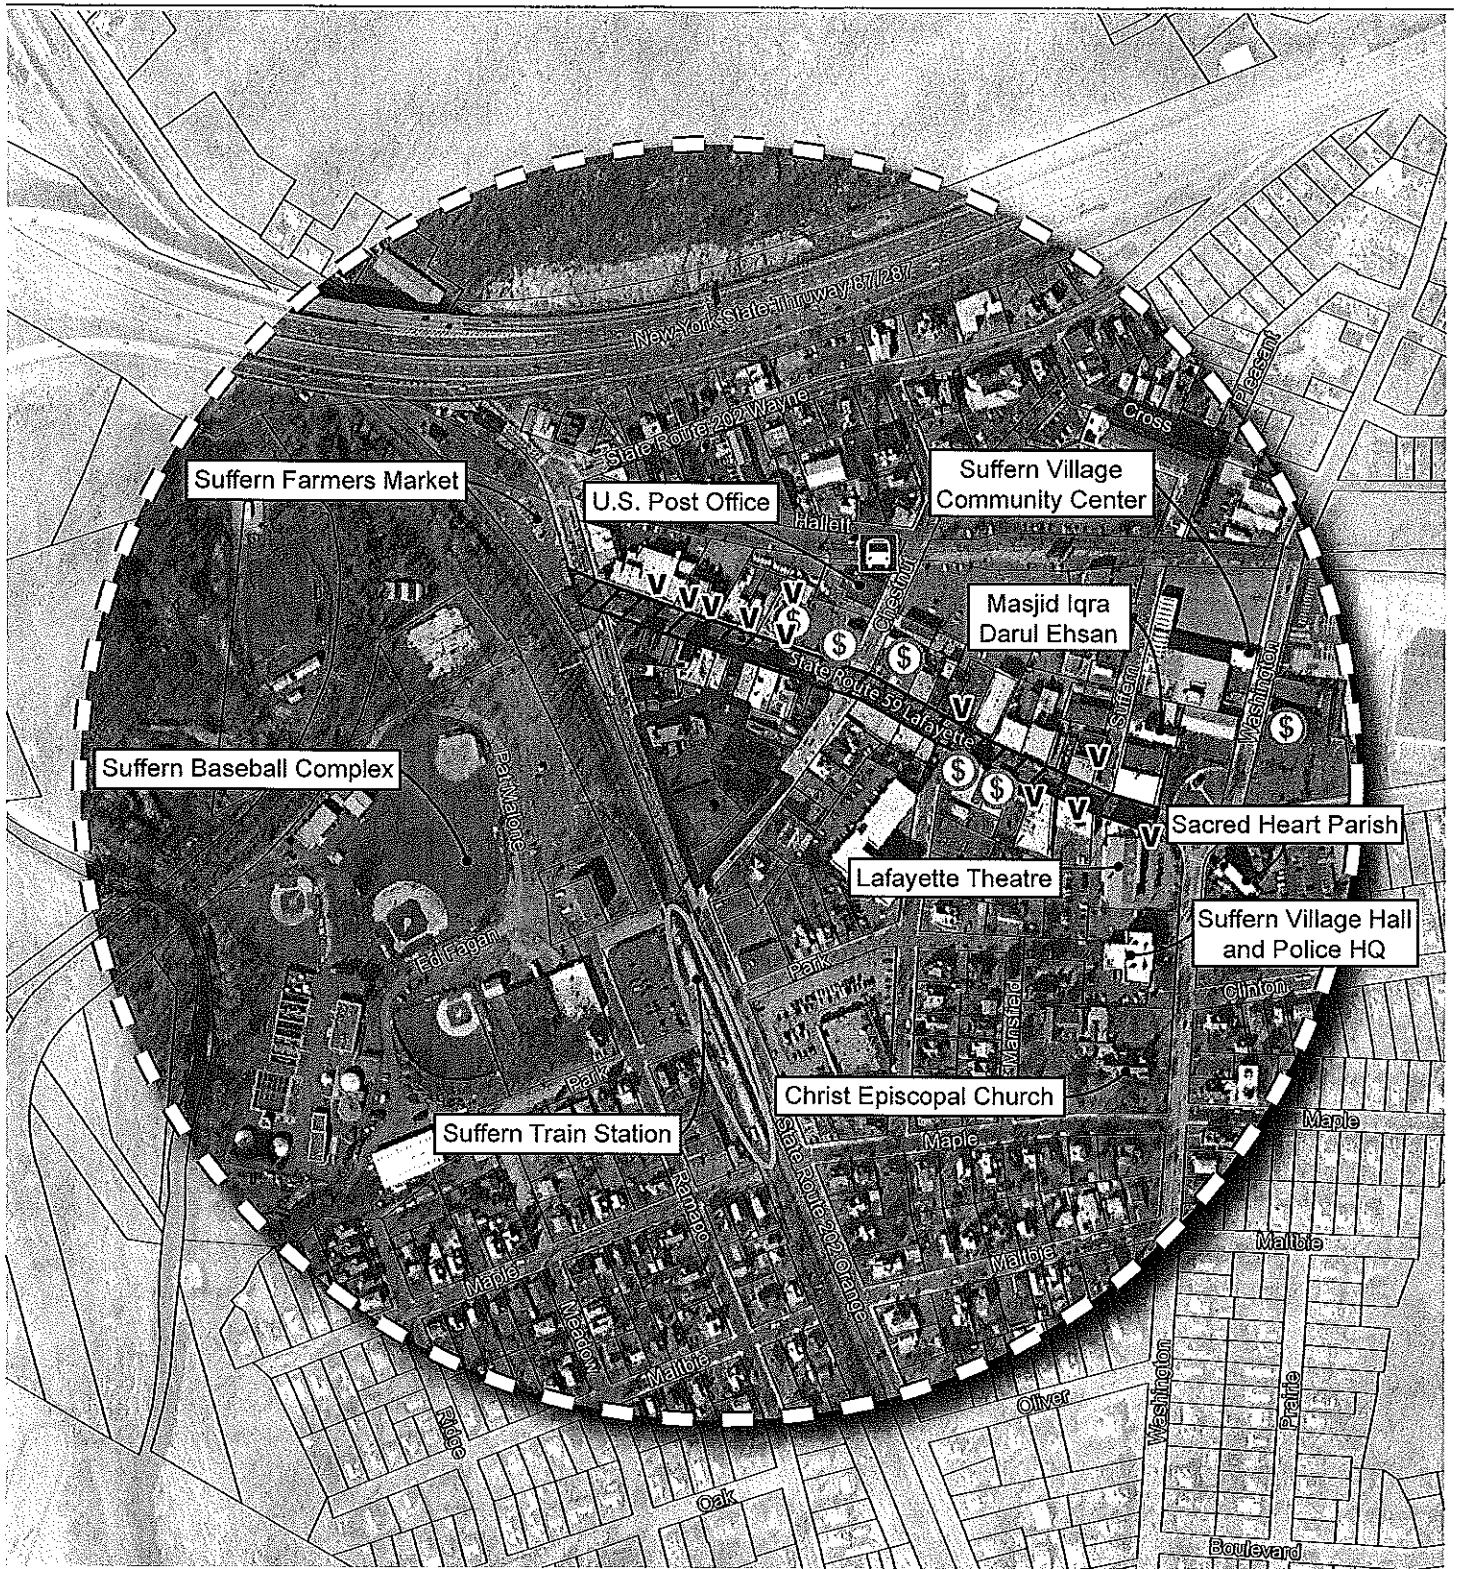 New York State Thruway 87/287
Pleasant
State Route 202 Wayne
Cross
Suffern Farmers Market
U.S. Post Office
Suffern Village
Community Center
Hallett
Chestnut
V
V
V
V
V
V
$
$
$
Masjid Iqra
Darul Ehsan
Suffern
Washington
State Route 59 Lafayette
V
V
$
$
$
V
V
V
Pat Malone
Suffern Baseball Complex
Sacred Heart Parish
Lafayette Theatre
Suffern Village Hall
and Police HQ
Ed Eagan
Park
Mansfield
Clinton
Park
Christ Episcopal Church
Suffern Train Station
Maple
Maple
State Route 202 Orange
Ramapo
Maple
Meadow
Maltbie
Maltbie
Maltbie
Ridge
Oliver
Washington
Prairie
Oak
Boulevard